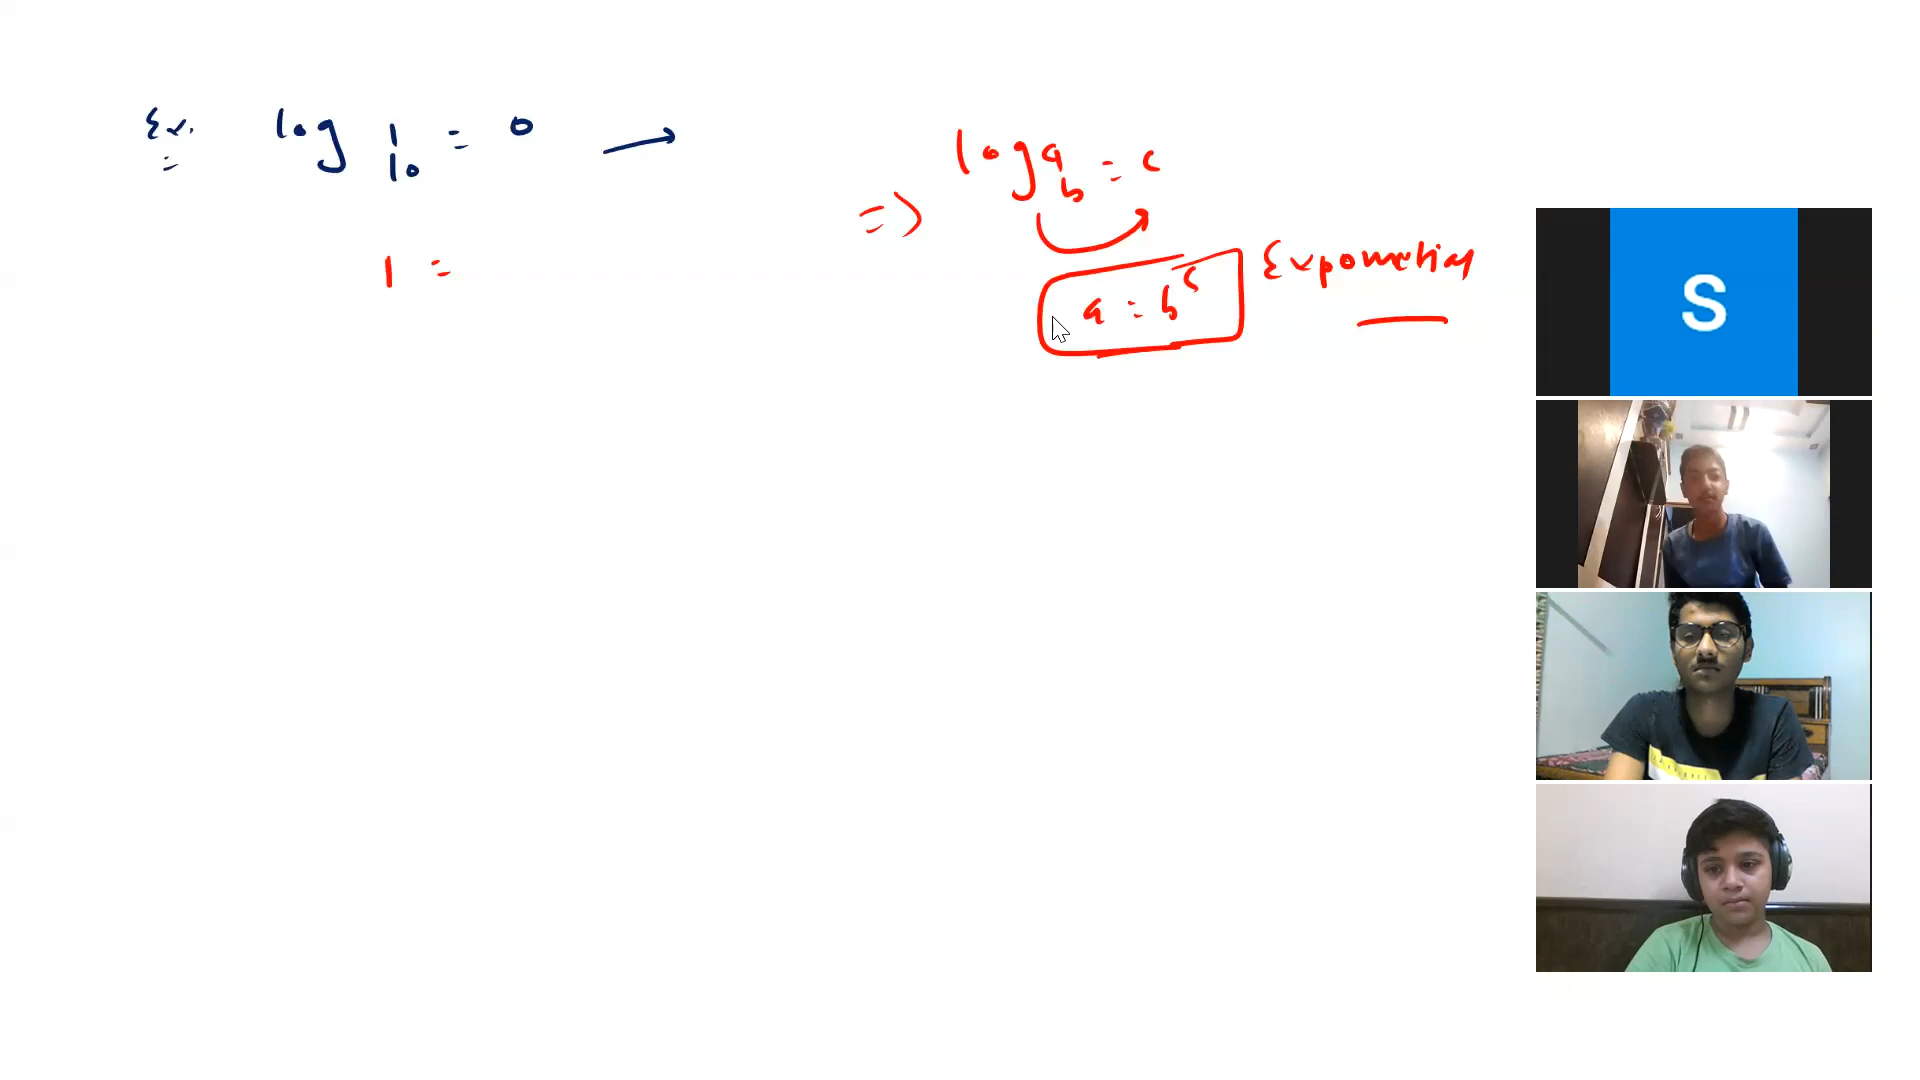 Ex. log 1 10 = 0 →
1 =
=> log a b = c
a = b^c Exponential
S